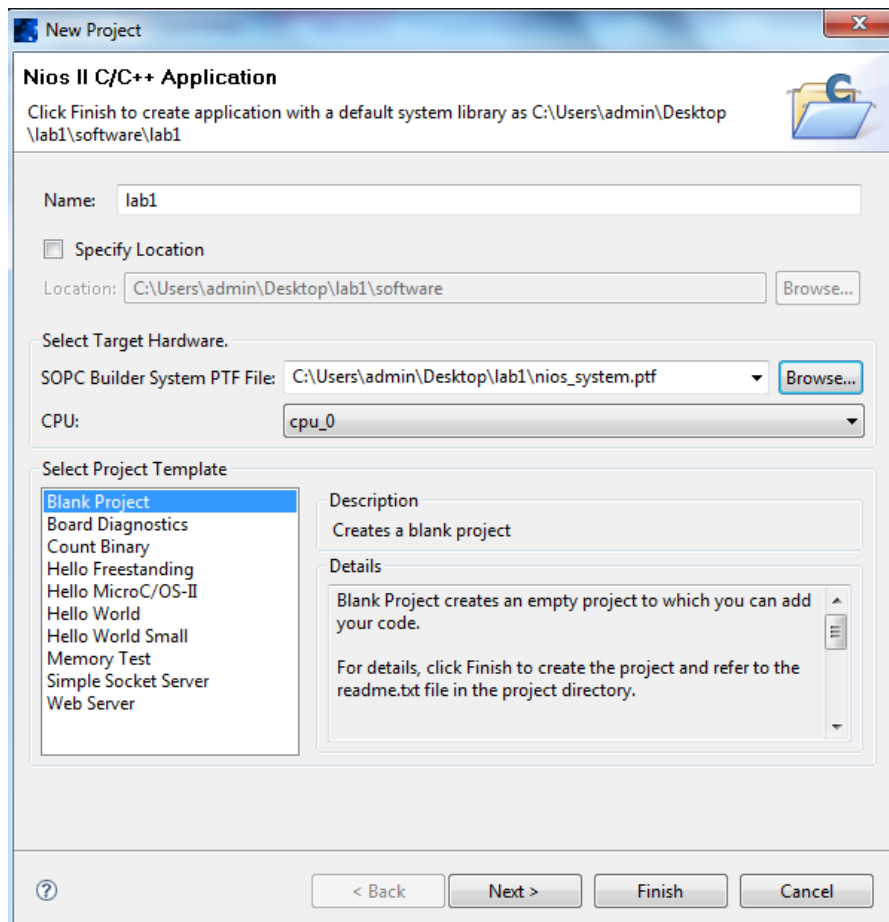 New Project
Nios II C/C++ Application
Click Finish to create application with a default system library as C:\Users\admin\Desktop
\lab1\software\lab1
Name: lab1
Specify Location
Location: C:\Users\admin\Desktop\lab1\software Browse...
Select Target Hardware.
SOPC Builder System PTF File: C:\Users\admin\Desktop\lab1\nios_system.ptf Browse...
CPU: cpu_0
Select Project Template
Blank Project
Board Diagnostics
Count Binary
Hello Freestanding
Hello MicroC/OS-II
Hello World
Hello World Small
Memory Test
Simple Socket Server
Web Server
Description
Creates a blank project
Details
Blank Project creates an empty project to which you can add
your code.
For details, click Finish to create the project and refer to the
readme.txt file in the project directory.
< Back Next > Finish Cancel